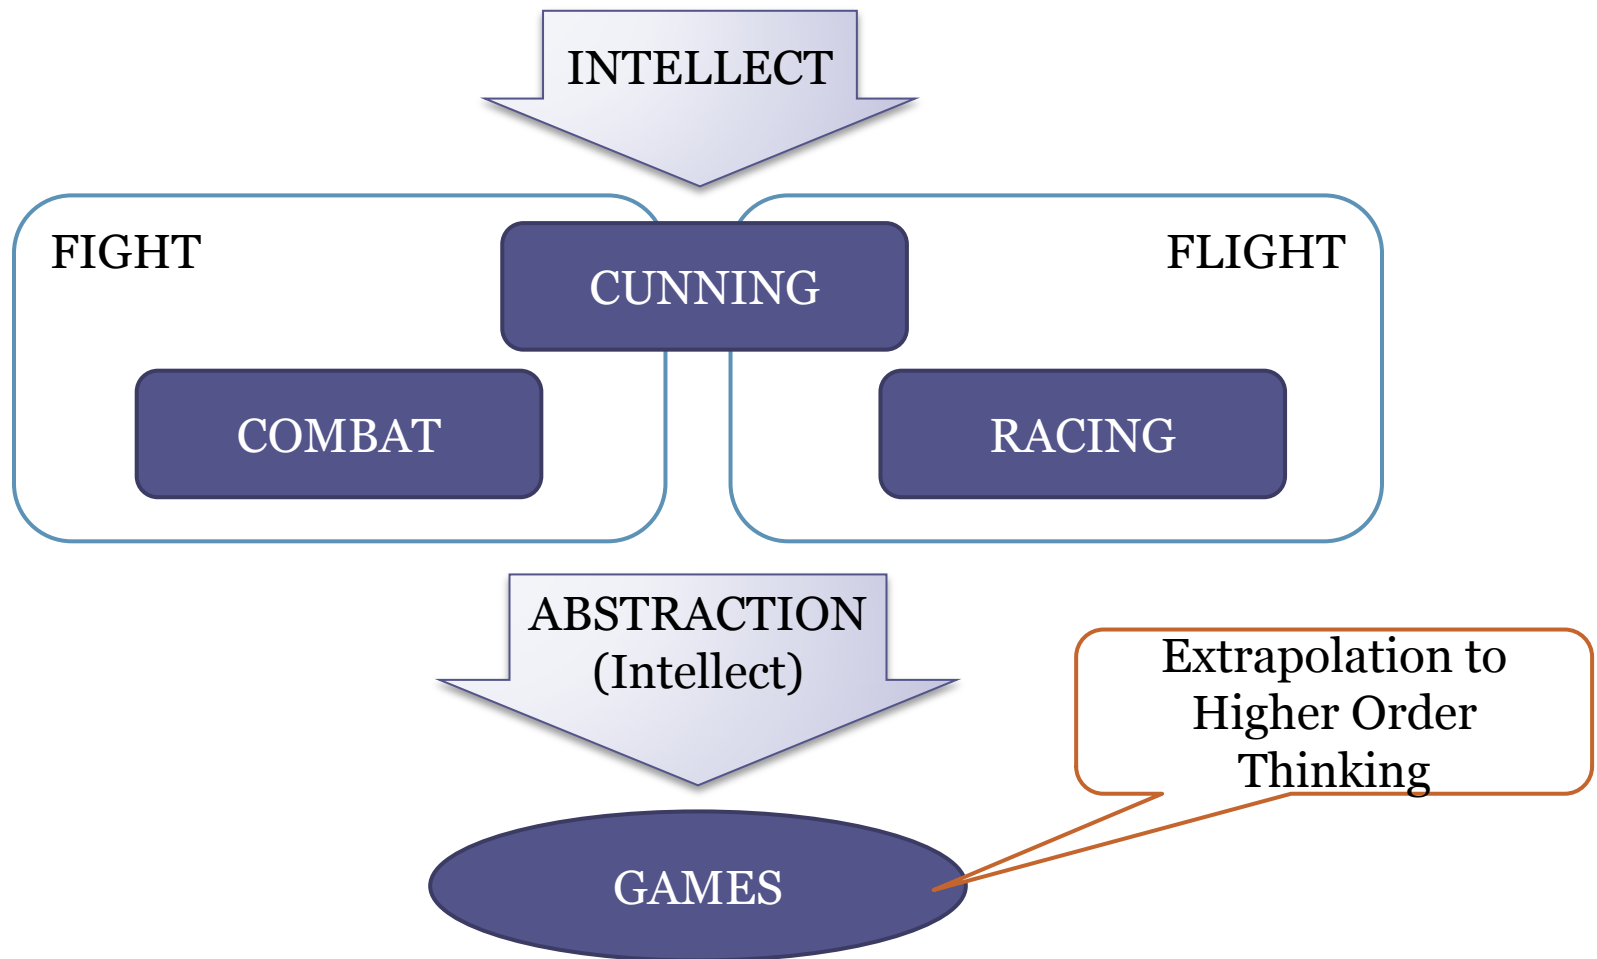 INTELLECT
FIGHT
FLIGHT
CUNNING
COMBAT
RACING
ABSTRACTION
(Intellect)
Extrapolation to
Higher Order
Thinking
GAMES